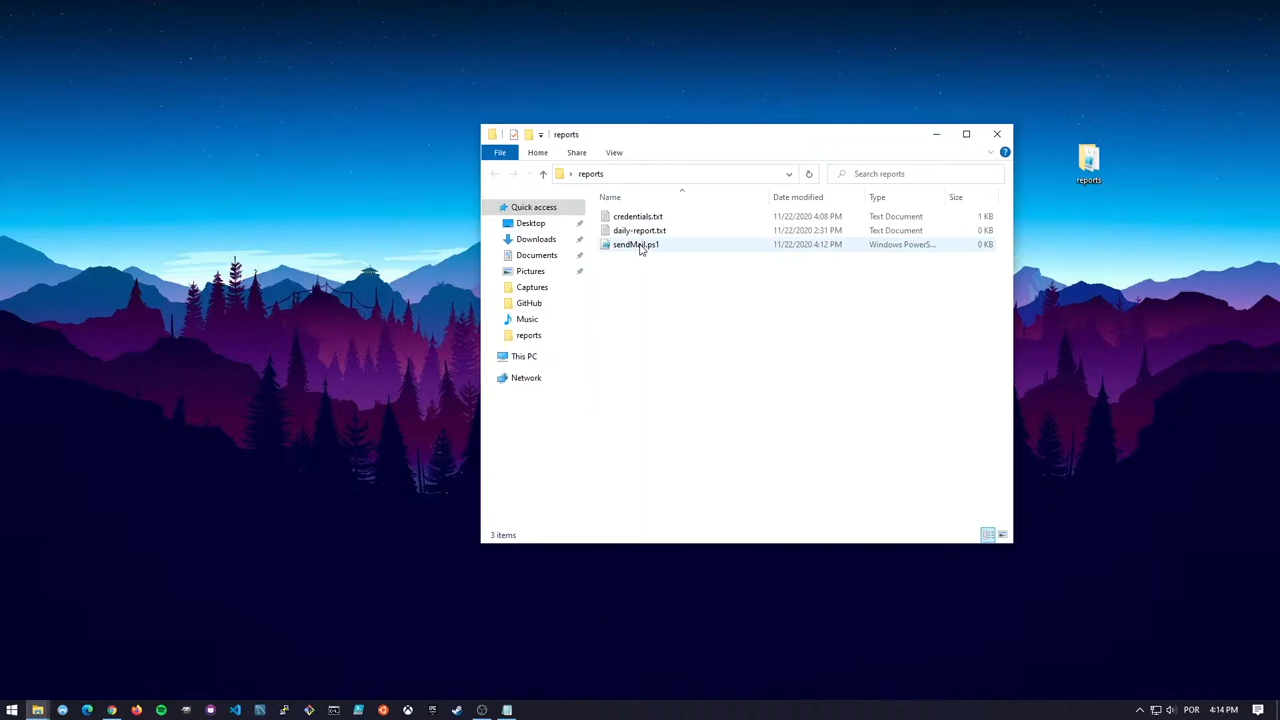 reports
File
Home
Share
View
reports
Search reports
Name
Date modified
Type
Size
Quick access
Desktop
Downloads
Documents
Pictures
Captures
GitHub
Music
reports
This PC
Network
credentials.txt 11/22/2020 4:08 PM Text Document 1 KB
daily-report.txt 11/22/2020 2:31 PM Text Document 0 KB
sendMail.ps1 11/22/2020 4:12 PM Windows PowerS... 0 KB
3 items
reports
POR
4:14 PM